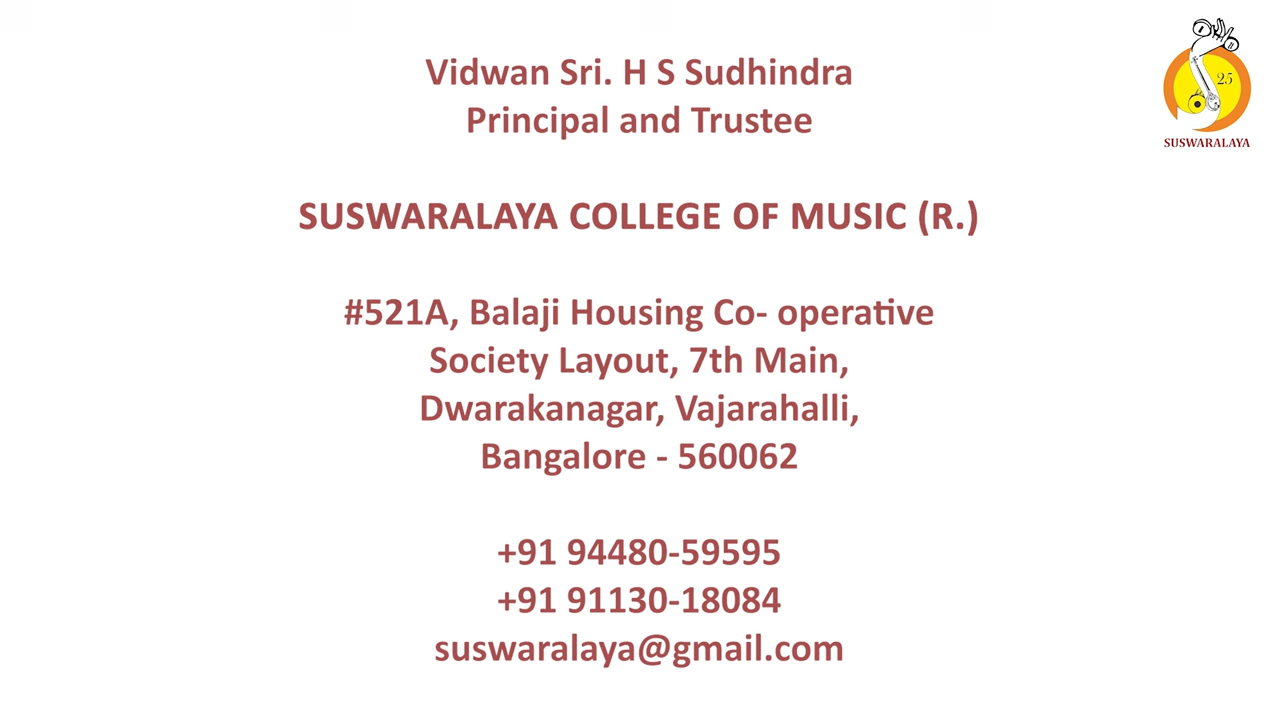 Vidwan Sri. H S Sudhindra
Principal and Trustee
25
SUSWARALAYA
SUSWARALAYA COLLEGE OF MUSIC (R.)
#521A, Balaji Housing Co- operative
Society Layout, 7th Main,
Dwarakanagar, Vajarahalli,
Bangalore - 560062
+91 94480-59595
+91 91130-18084
suswaralaya@gmail.com